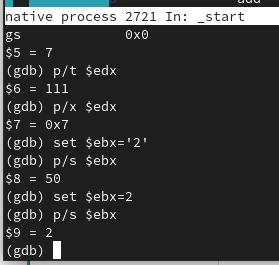 native process 2721 In: _start
gs             0x0
$5 = 7
(gdb) p/t $edx
$6 = 111
(gdb) p/x $edx
$7 = 0x7
(gdb) set $ebx='2'
(gdb) p/s $ebx
$8 = 50
(gdb) set $ebx=2
(gdb) p/s $ebx
$9 = 2
(gdb)